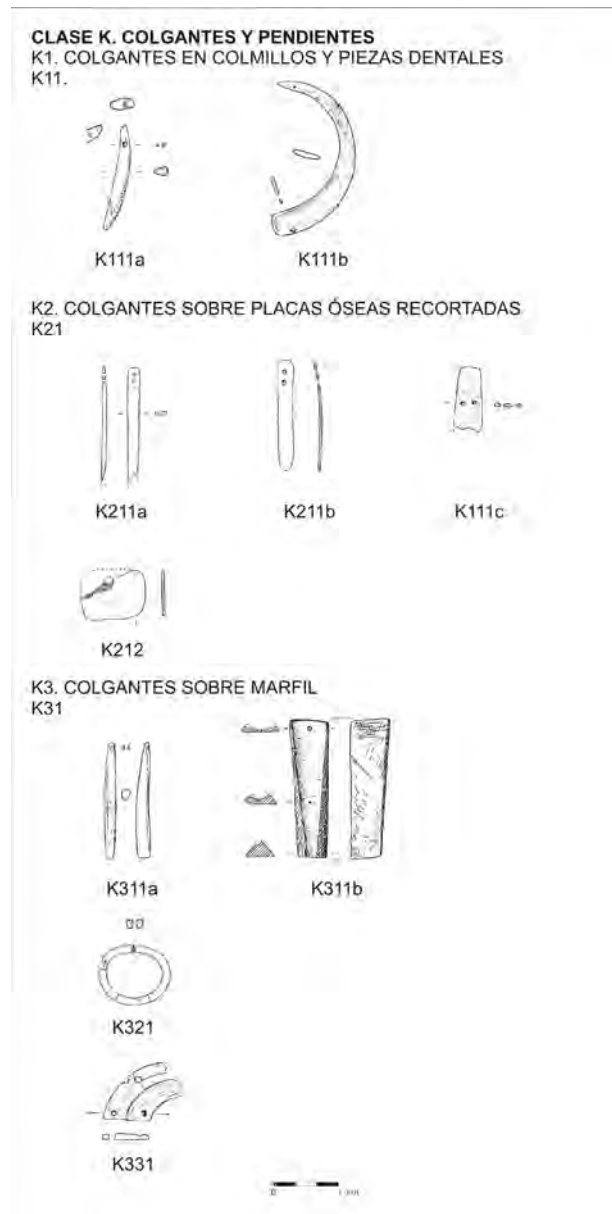 CLASE K. COLGANTES Y PENDIENTES
K1. COLGANTES EN COLMILLOS Y PIEZAS DENTALES
K11.
K111a K111b
K2. COLGANTES SOBRE PLACAS ÓSEAS RECORTADAS
K21
K211a K211b K111c
K212
K3. COLGANTES SOBRE MARFIL
K31
K311a K311b
K321
K331
0